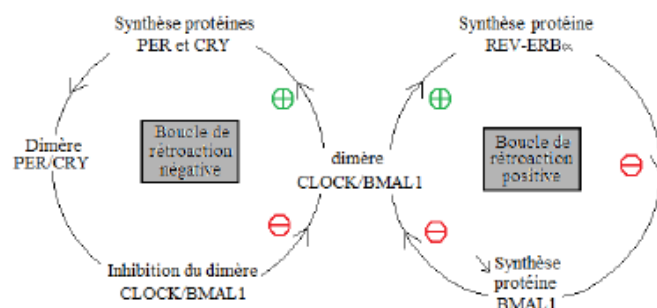 Synthèse protéines
PER et CRY
Synthèse protéine
REV-ERBα
Dimère
PER/CRY
Boucle de
rétroaction
négative
dimère
CLOCK/BMAL1
Boucle de
rétroaction
positive
Inhibition du dimère
CLOCK/BMAL1
Synthèse
protéine
BMAL1